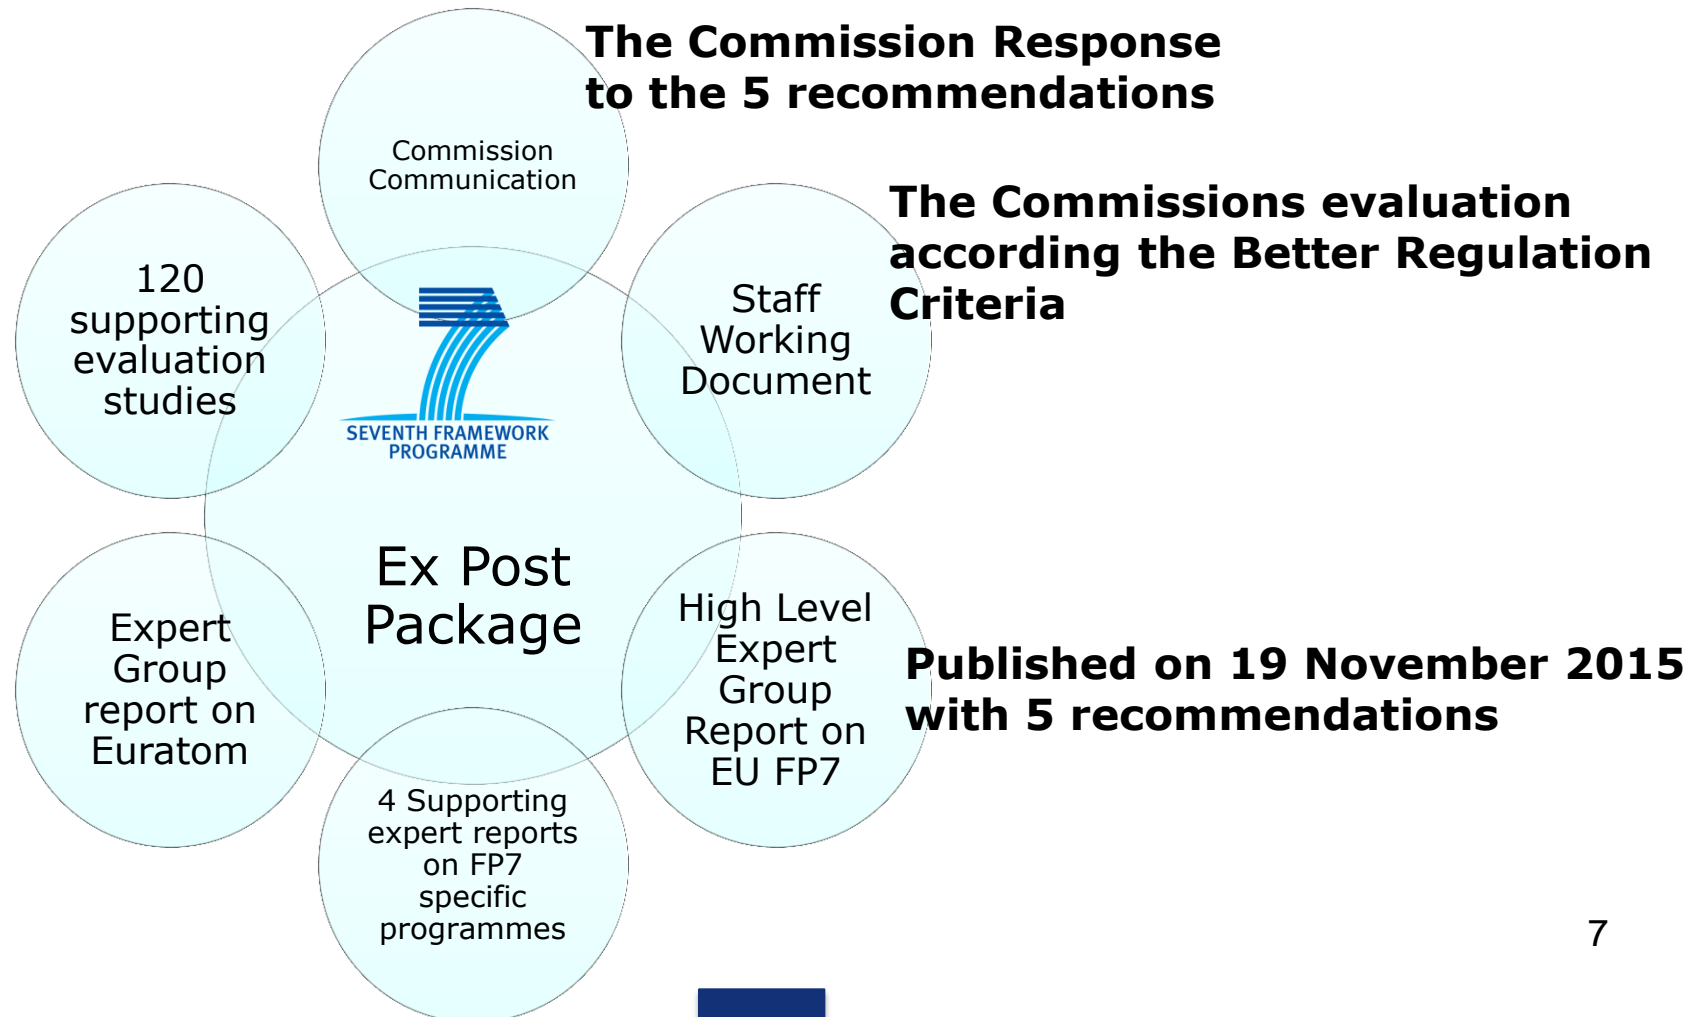 The Commission Response
to the 5 recommendations
Commission
Communication
The Commissions evaluation
according the Better Regulation
Criteria
120
supporting
evaluation
studies
Staff
Working
Document
SEVENTH FRAMEWORK
PROGRAMME
Ex Post
Package
Expert
Group
report on
Euratom
High Level
Expert
Group
Report on
EU FP7
Published on 19 November 2015
with 5 recommendations
4 Supporting
expert reports
on FP7
specific
programmes
7